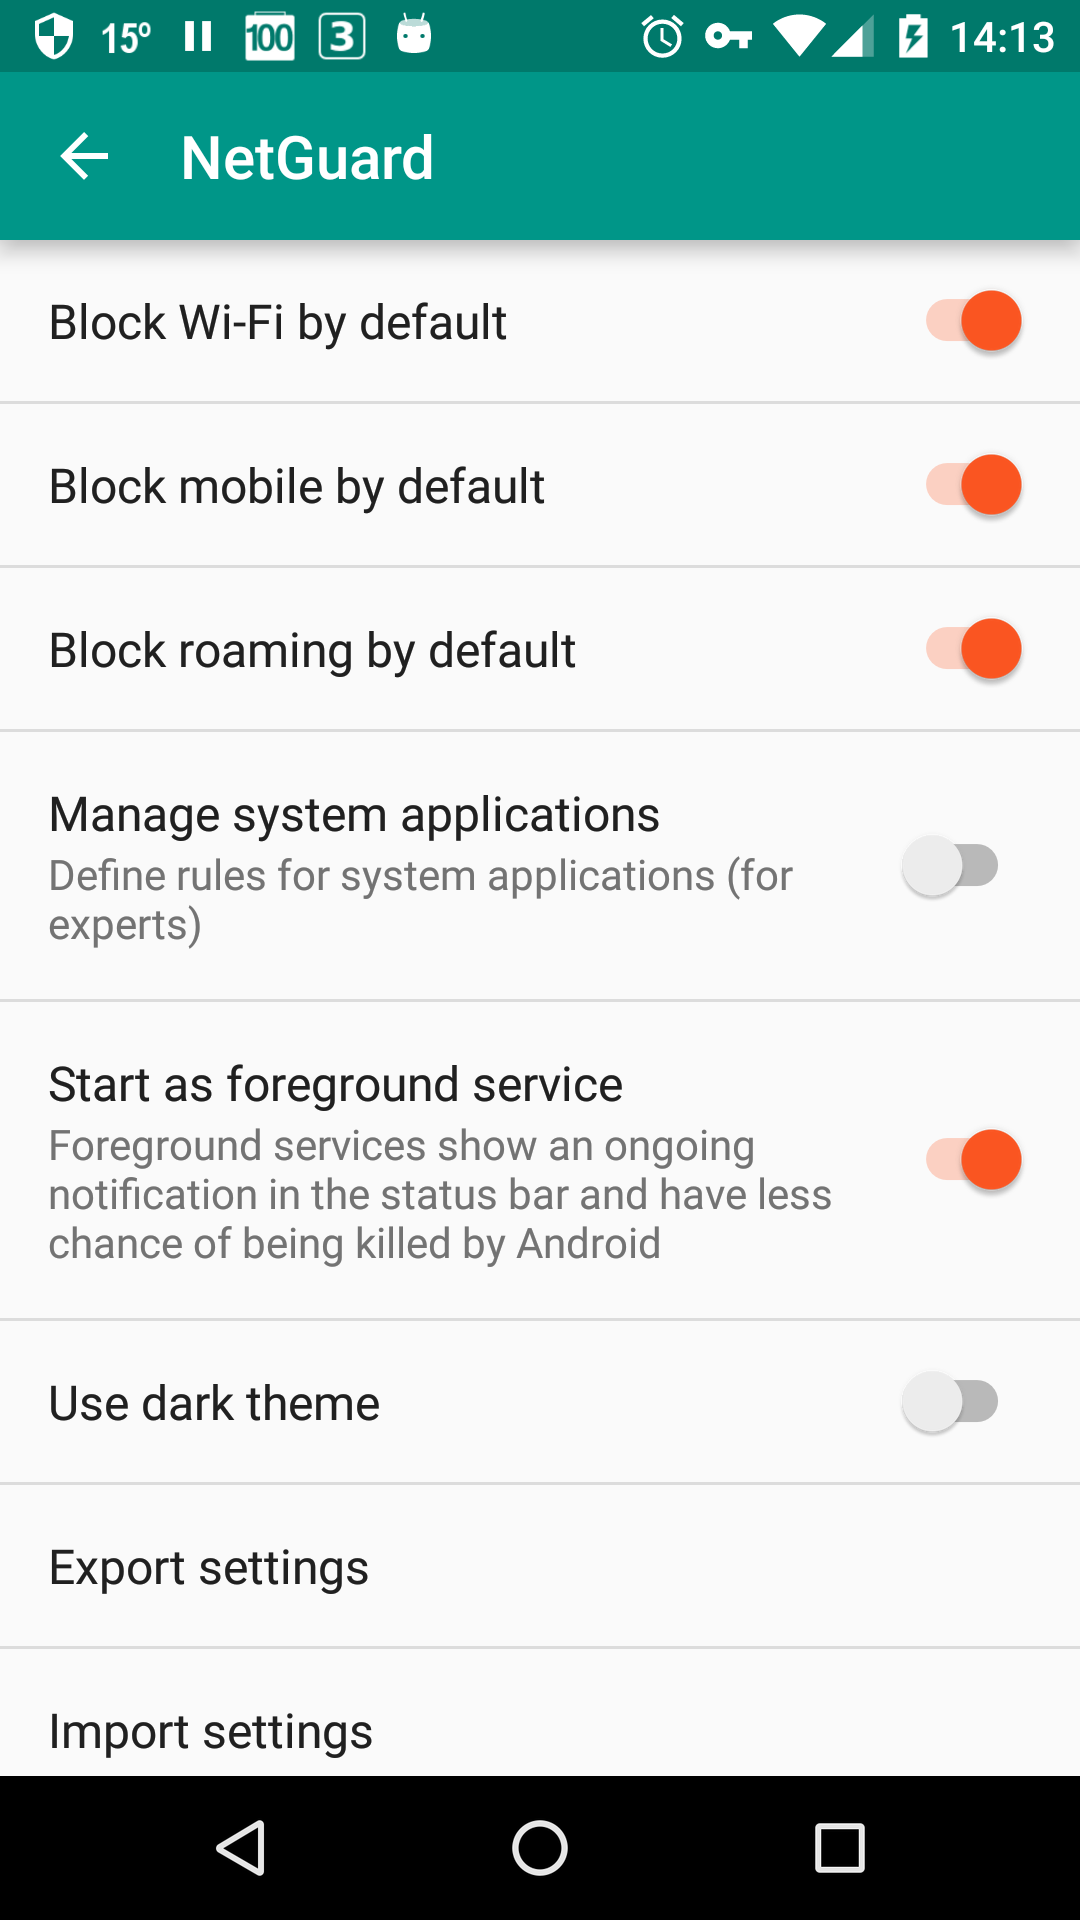 15º 100 3 14:13
NetGuard
Block Wi-Fi by default
Block mobile by default
Block roaming by default
Manage system applications
Define rules for system applications (for
experts)
Start as foreground service
Foreground services show an ongoing
notification in the status bar and have less
chance of being killed by Android
Use dark theme
Export settings
Import settings